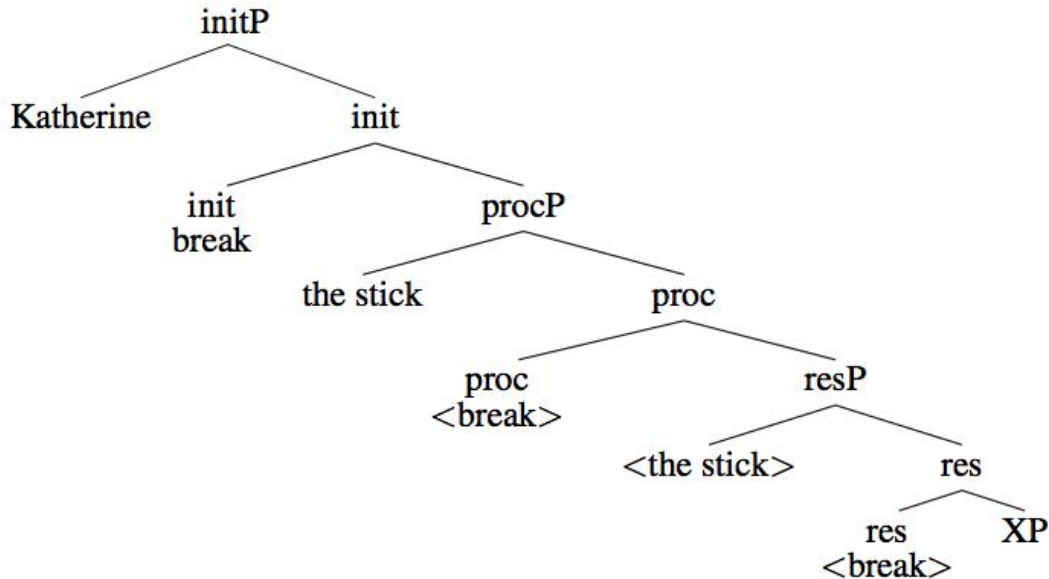 initP
Katherine init
init procP
break
the stick proc
proc resP
<break>
<the stick> res
res XP
<break>